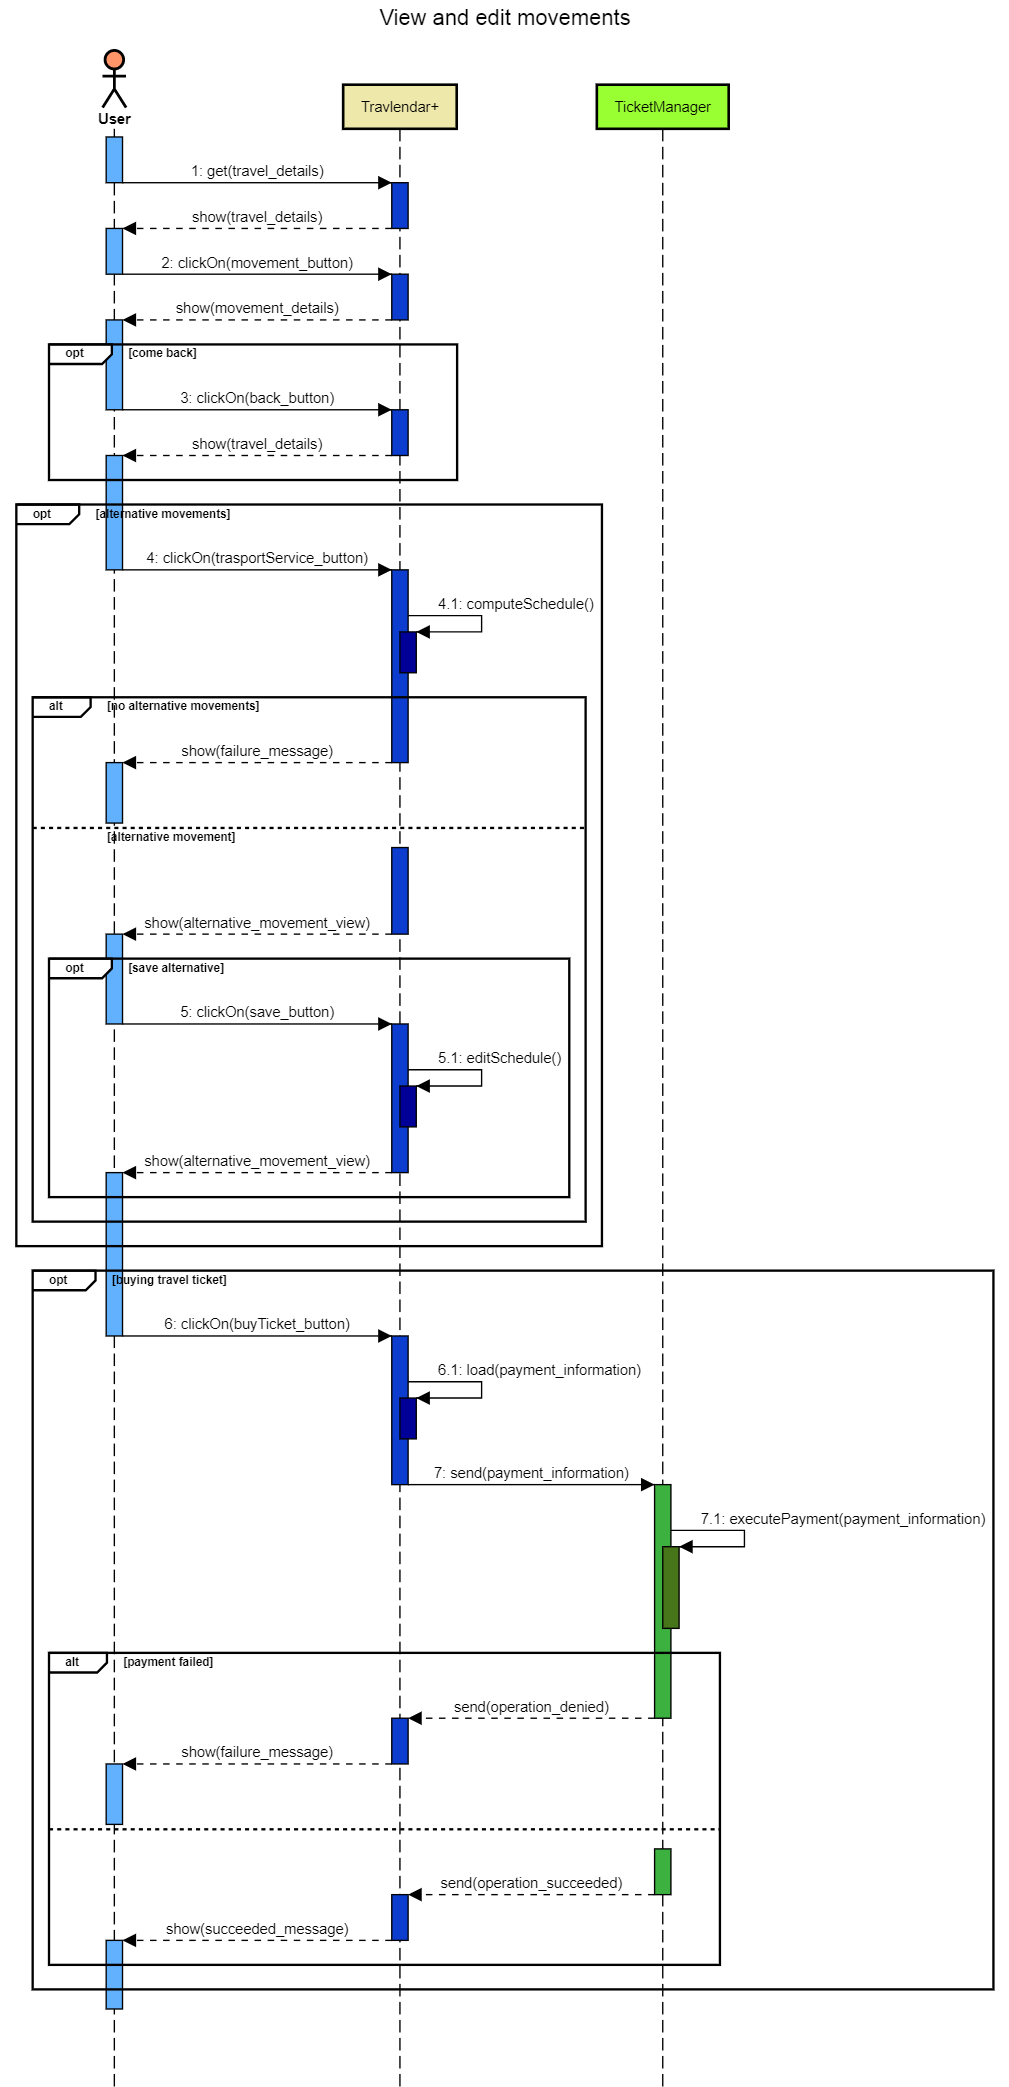 View and edit movements
User
Travlendar+
TicketManager
1: get(travel_details)
show(travel_details)
2: clickOn(movement_button)
show(movement_details)
opt
[come back]
3: clickOn(back_button)
show(travel_details)
opt
[alternative movements]
4: clickOn(trasportService_button)
4.1: computeSchedule()
alt
[no alternative movements]
show(failure_message)
[alternative movement]
show(alternative_movement_view)
opt
[save alternative]
5: clickOn(save_button)
5.1: editSchedule()
show(alternative_movement_view)
opt
[buying travel ticket]
6: clickOn(buyTicket_button)
6.1: load(payment_information)
7: send(payment_information)
7.1: executePayment(payment_information)
alt
[payment failed]
send(operation_denied)
show(failure_message)
send(operation_succeeded)
show(succeeded_message)